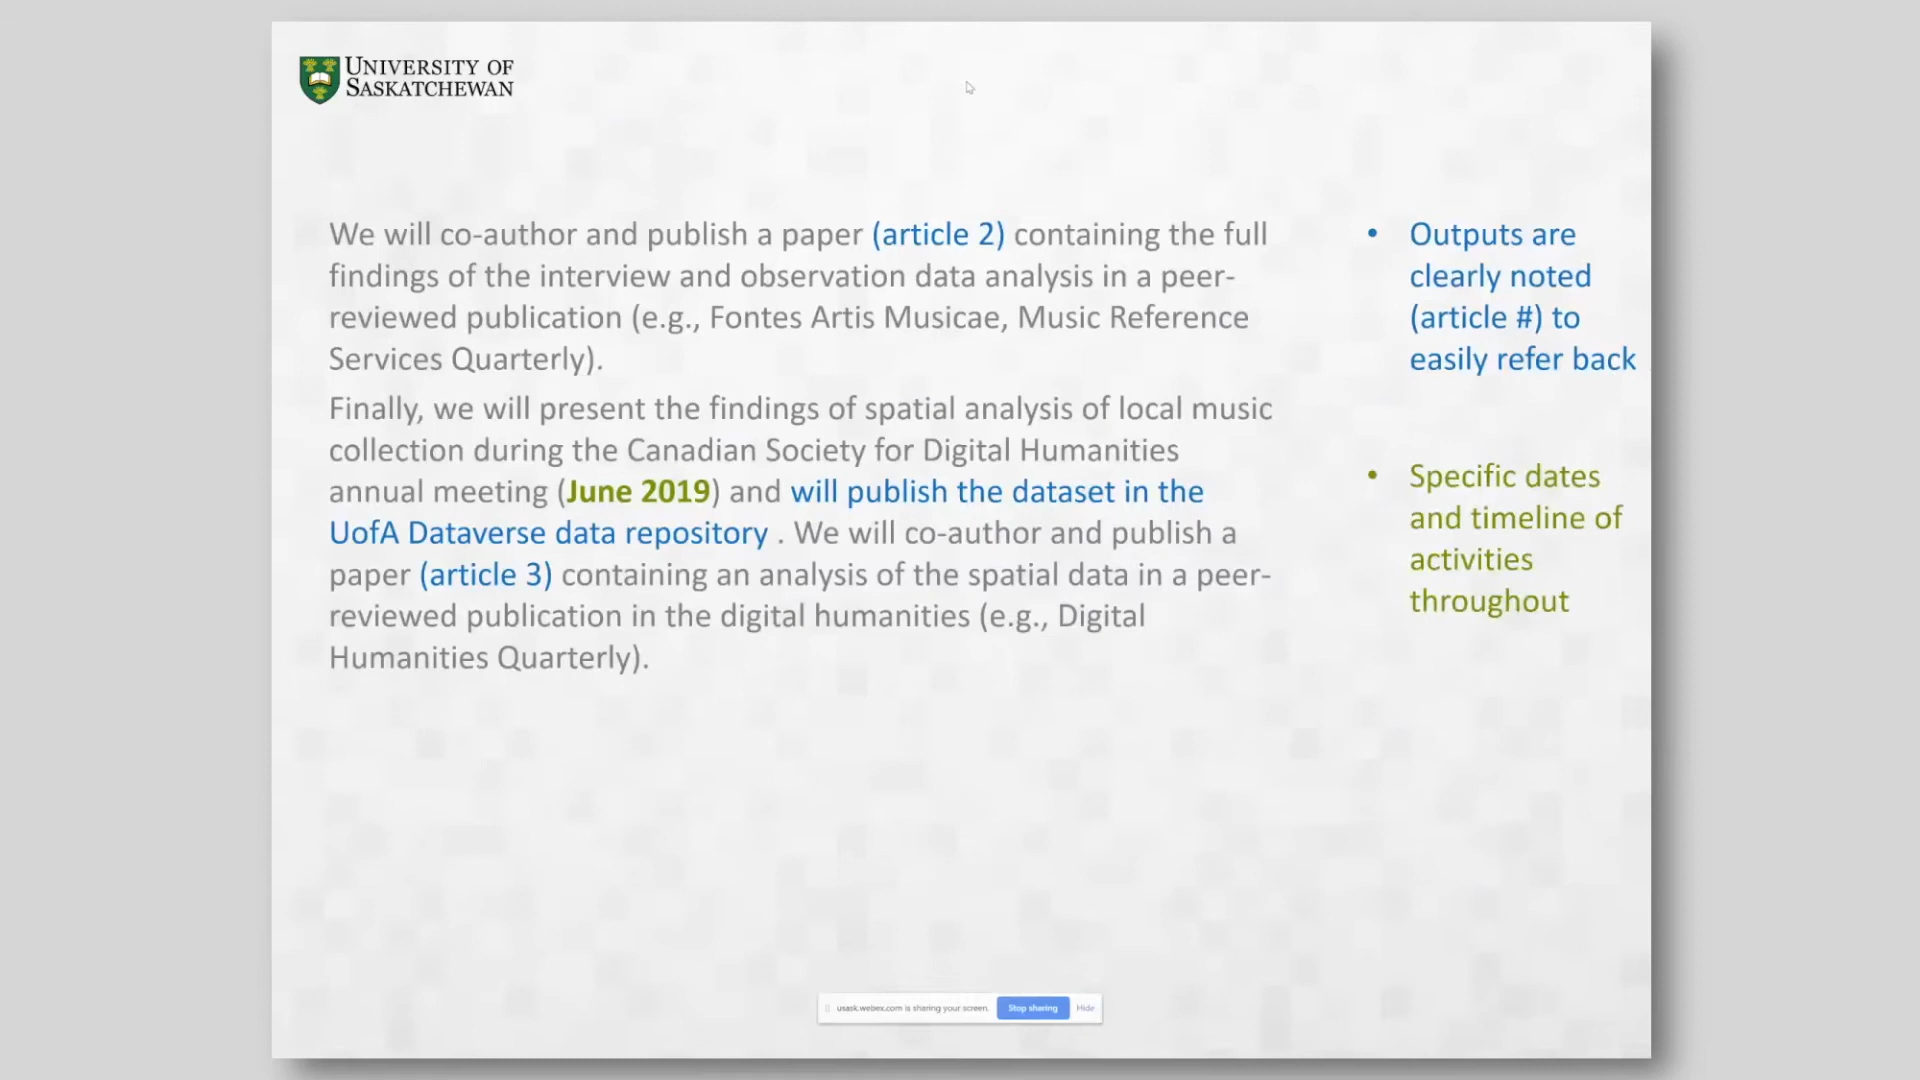 UNIVERSITY OF
SASKATCHEWAN
We will co-author and publish a paper (article 2) containing the full
findings of the interview and observation data analysis in a peer-
reviewed publication (e.g., Fontes Artis Musicae, Music Reference
Services Quarterly).
Finally, we will present the findings of spatial analysis of local music
collection during the Canadian Society for Digital Humanities
annual meeting (June 2019) and will publish the dataset in the
UofA Dataverse data repository . We will co-author and publish a
paper (article 3) containing an analysis of the spatial data in a peer-
reviewed publication in the digital humanities (e.g., Digital
Humanities Quarterly).
• Outputs are
clearly noted
(article #) to
easily refer back
• Specific dates
and timeline of
activities
throughout
usask.webex.com is sharing your screen. Stop sharing Hide